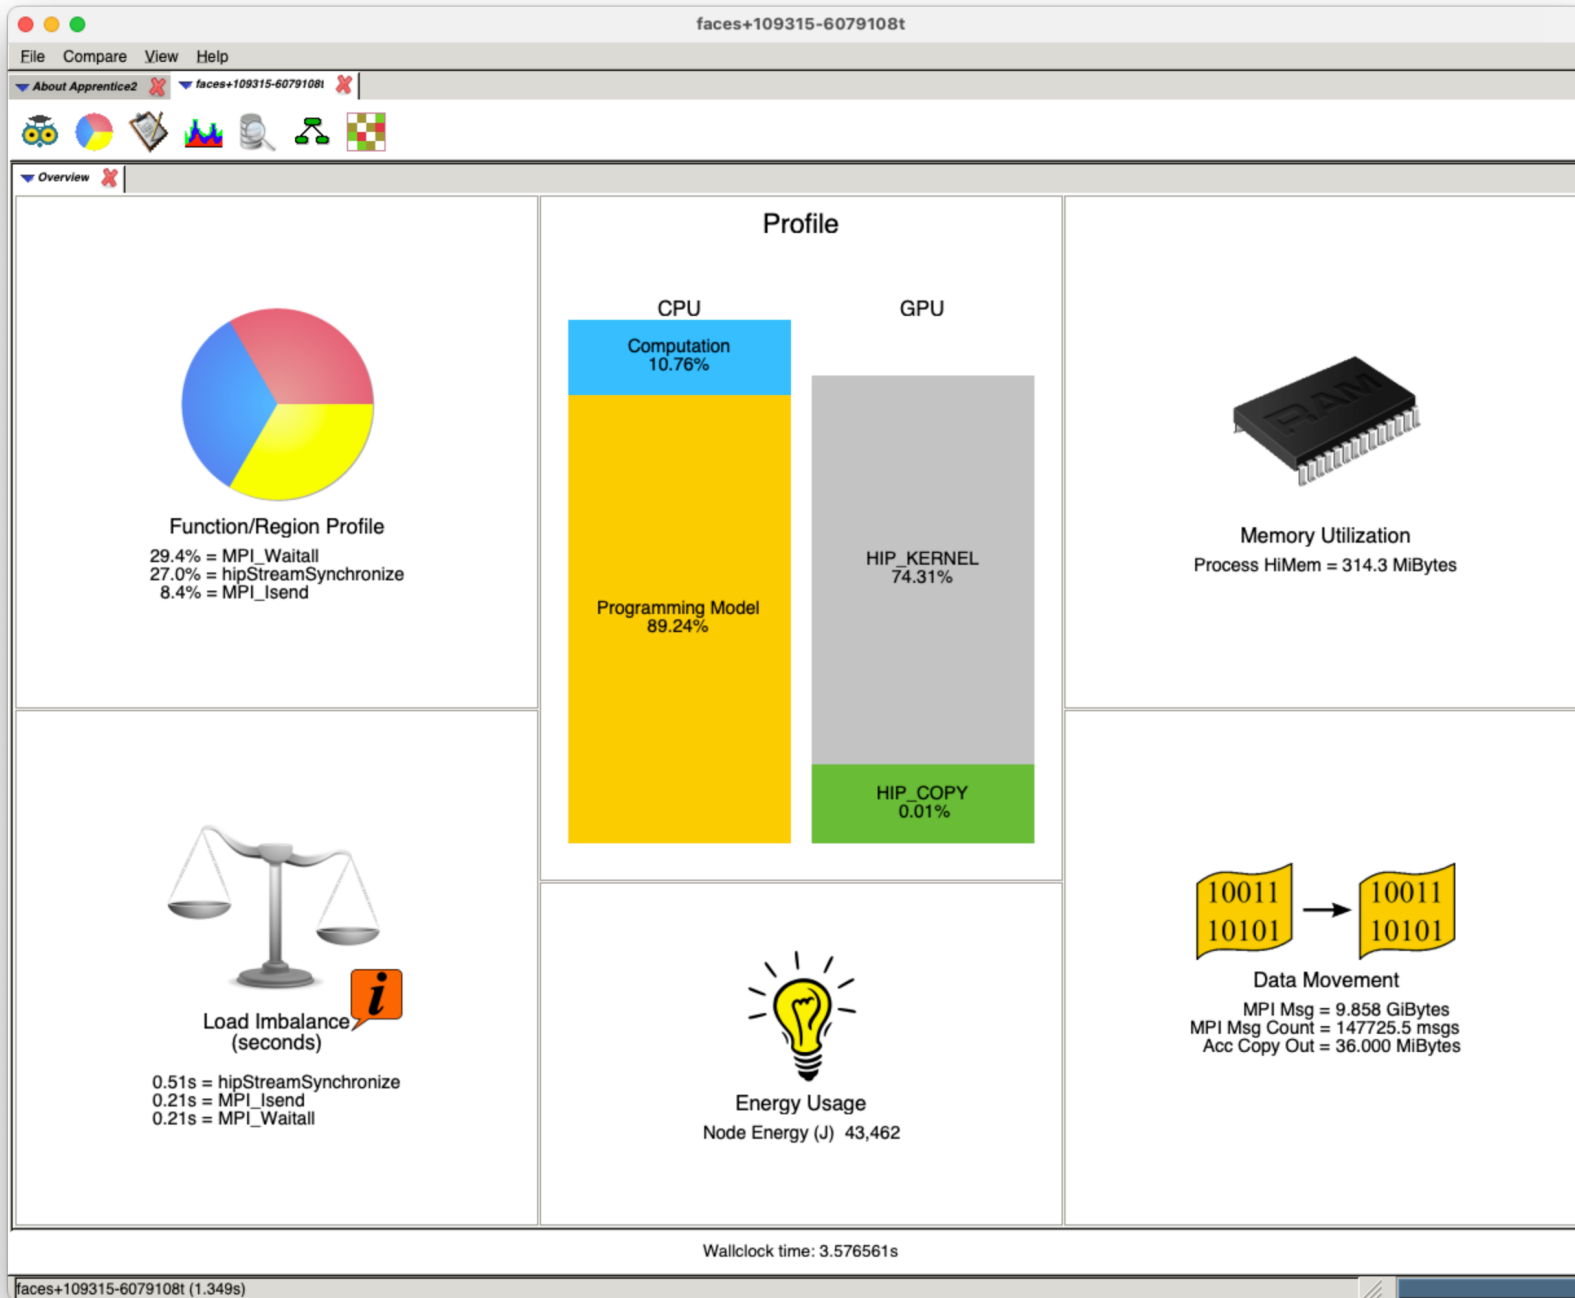 faces+109315-6079108t
File Compare View Help
About Apprentice2 faces+109315-6079108t
Overview
Function/Region Profile
29.4% = MPI_Waitall
27.0% = hipStreamSynchronize
8.4% = MPI_Isend
Profile
CPU GPU
Computation
10.76%
Programming Model
89.24%
HIP_KERNEL
74.31%
HIP_COPY
0.01%
RAM
Memory Utilization
Process HiMem = 314.3 MiBytes
i
Load Imbalance
(seconds)
0.51s = hipStreamSynchronize
0.21s = MPI_Isend
0.21s = MPI_Waitall
Energy Usage
Node Energy (J) 43,462
10011 10011
10101 10101
Data Movement
MPI Msg = 9.858 GiBytes
MPI Msg Count = 147725.5 msgs
Acc Copy Out = 36.000 MiBytes
Wallclock time: 3.576561s
faces+109315-6079108t (1.349s)